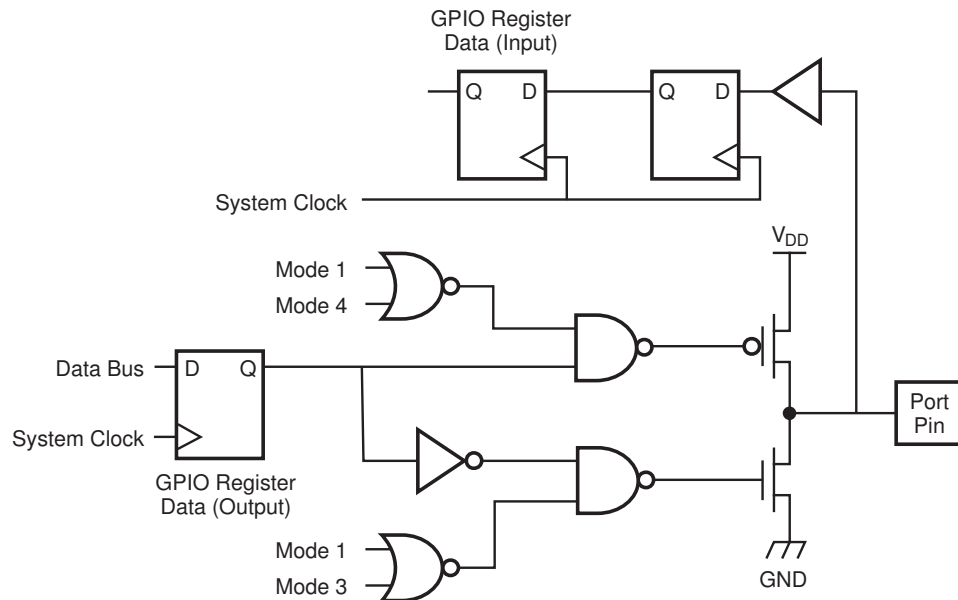 GPIO Register
Data (Input)
Q D
Q D
System Clock
VDD
Mode 1
Mode 4
Data Bus
D Q
System Clock
Port
Pin
GPIO Register
Data (Output)
Mode 1
Mode 3
GND